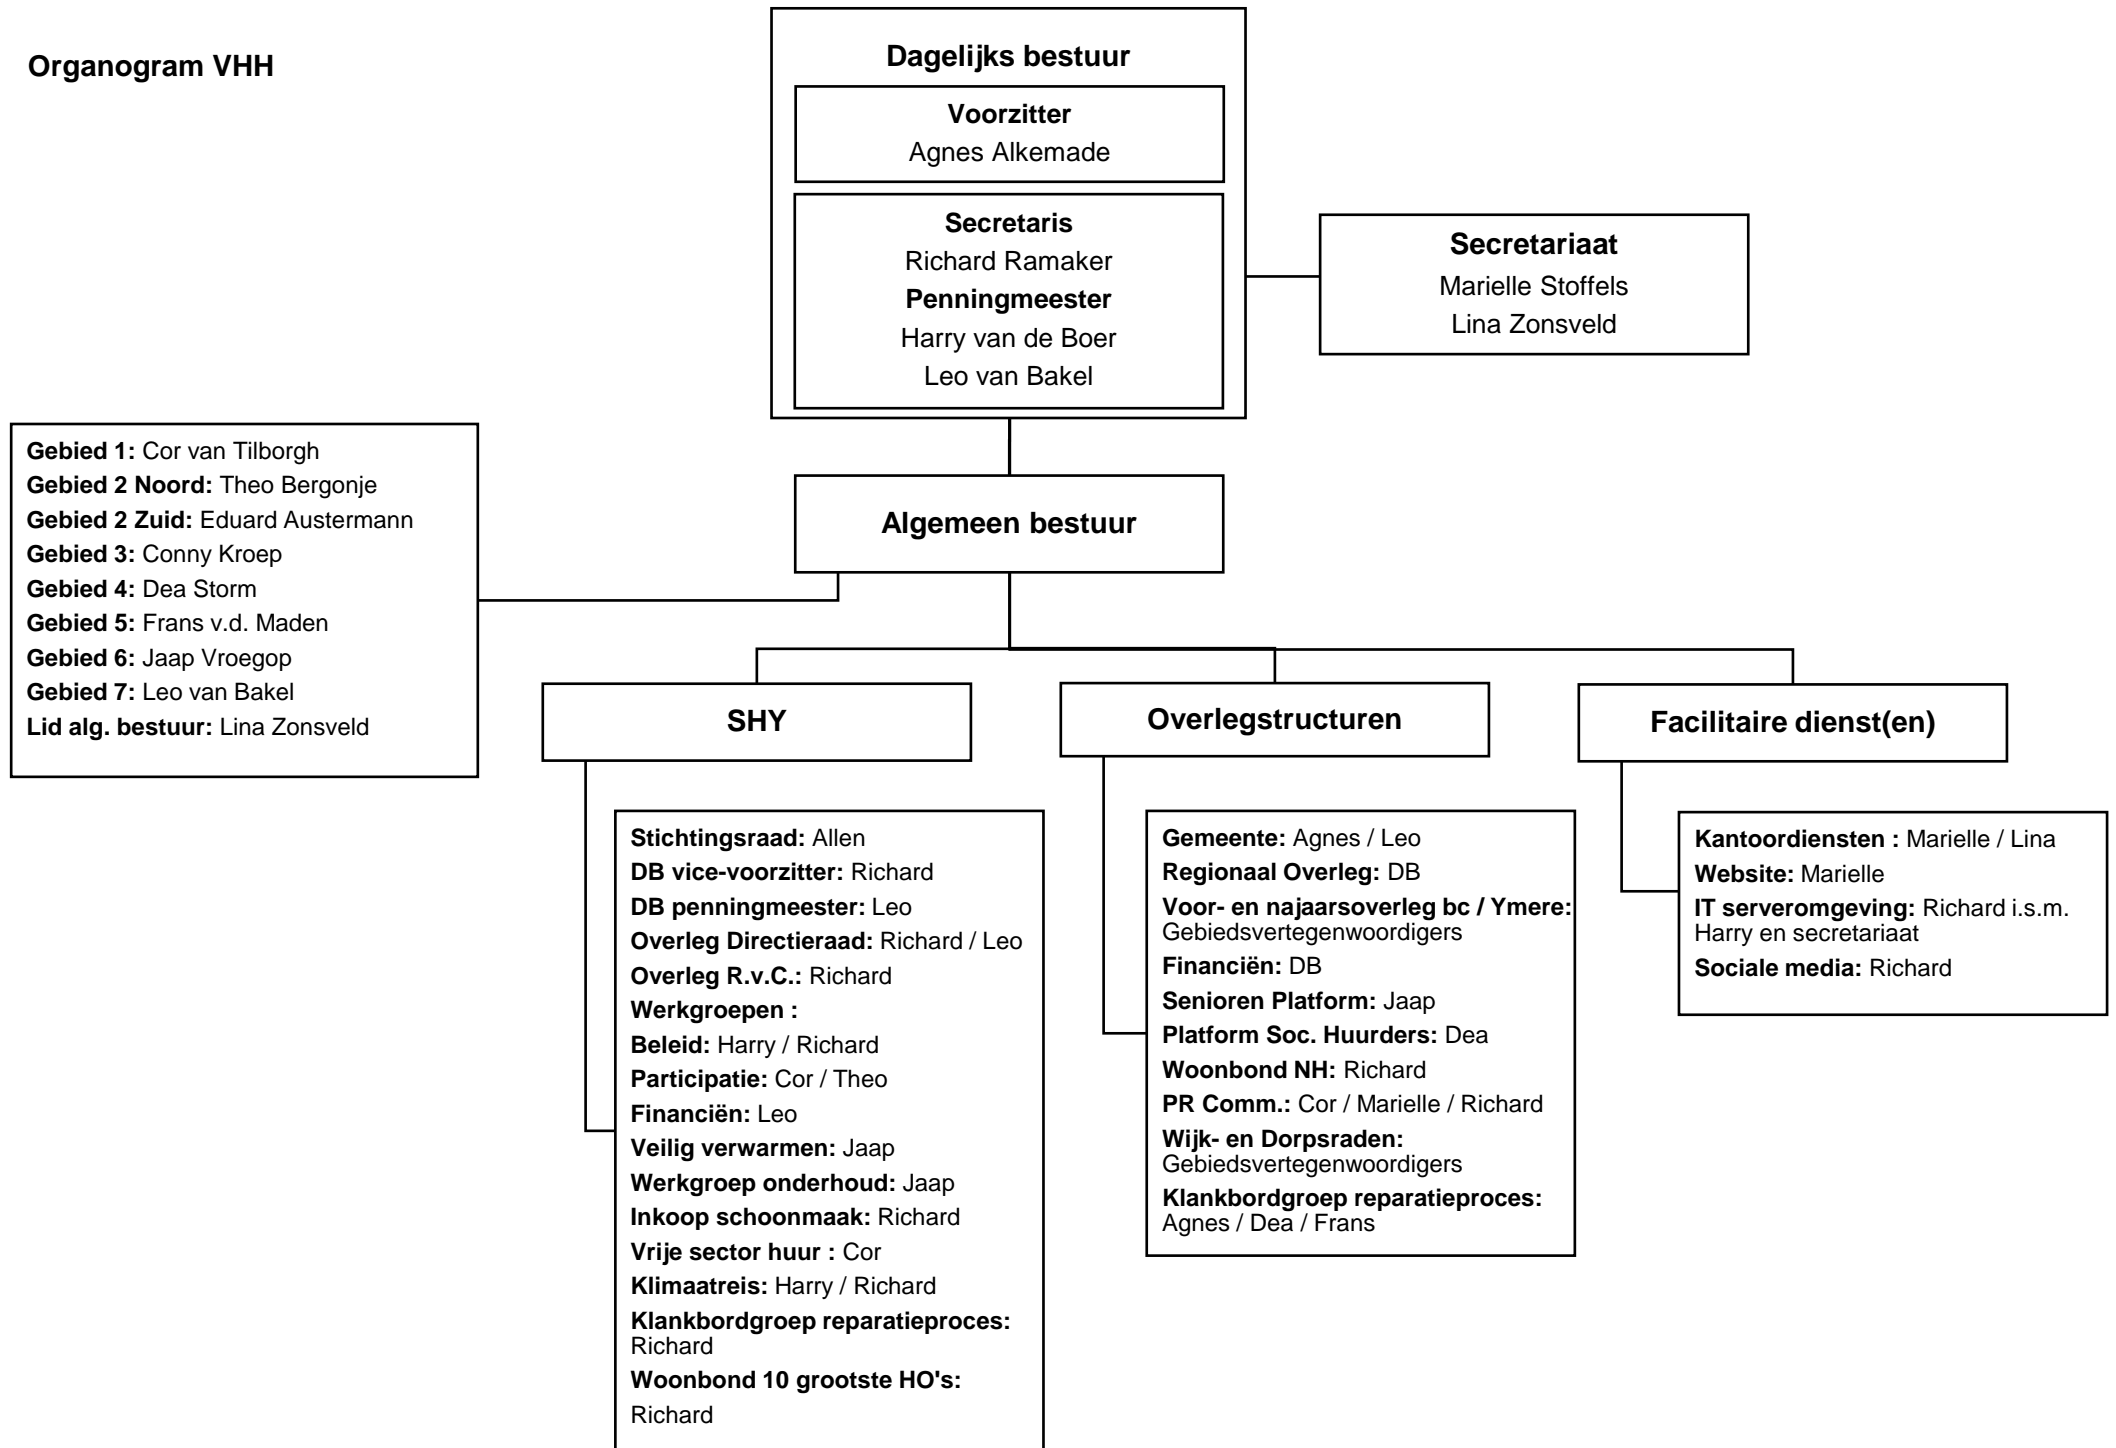 Organogram VHH
Dagelijks bestuur
Voorzitter
Agnes Alkemade
Secretaris
Richard Ramaker
Penningmeester
Harry van de Boer
Leo van Bakel
Secretariaat
Marielle Stoffels
Lina Zonsveld
Gebied 1: Cor van Tilborgh
Gebied 2 Noord: Theo Bergonje
Gebied 2 Zuid: Eduard Austermann
Gebied 3: Conny Kroep
Gebied 4: Dea Storm
Gebied 5: Frans v.d. Maden
Gebied 6: Jaap Vroegop
Gebied 7: Leo van Bakel
Lid alg. bestuur: Lina Zonsveld
Algemeen bestuur
SHY
Stichtingsraad: Allen
DB vice-voorzitter: Richard
DB penningmeester: Leo
Overleg Directieraad: Richard / Leo
Overleg R.v.C.: Richard
Werkgroepen :
Beleid: Harry / Richard
Participatie: Cor / Theo
Financiën: Leo
Veilig verwarmen: Jaap
Werkgroep onderhoud: Jaap
Inkoop schoonmaak: Richard
Vrije sector huur : Cor
Klimaatreis: Harry / Richard
Klankbordgroep reparatieproces:
Richard
Woonbond 10 grootste HO's:
Richard
Overlegstructuren
Gemeente: Agnes / Leo
Regionaal Overleg: DB
Voor- en najaarsoverleg bc / Ymere:
Gebiedsvertegenwoordigers
Financiën: DB
Senioren Platform: Jaap
Platform Soc. Huurders: Dea
Woonbond NH: Richard
PR Comm.: Cor / Marielle / Richard
Wijk- en Dorpsraden:
Gebiedsvertegenwoordigers
Klankbordgroep reparatieproces:
Agnes / Dea / Frans
Facilitaire dienst(en)
Kantoordiensten : Marielle / Lina
Website: Marielle
IT serveromgeving: Richard i.s.m.
Harry en secretariaat
Sociale media: Richard